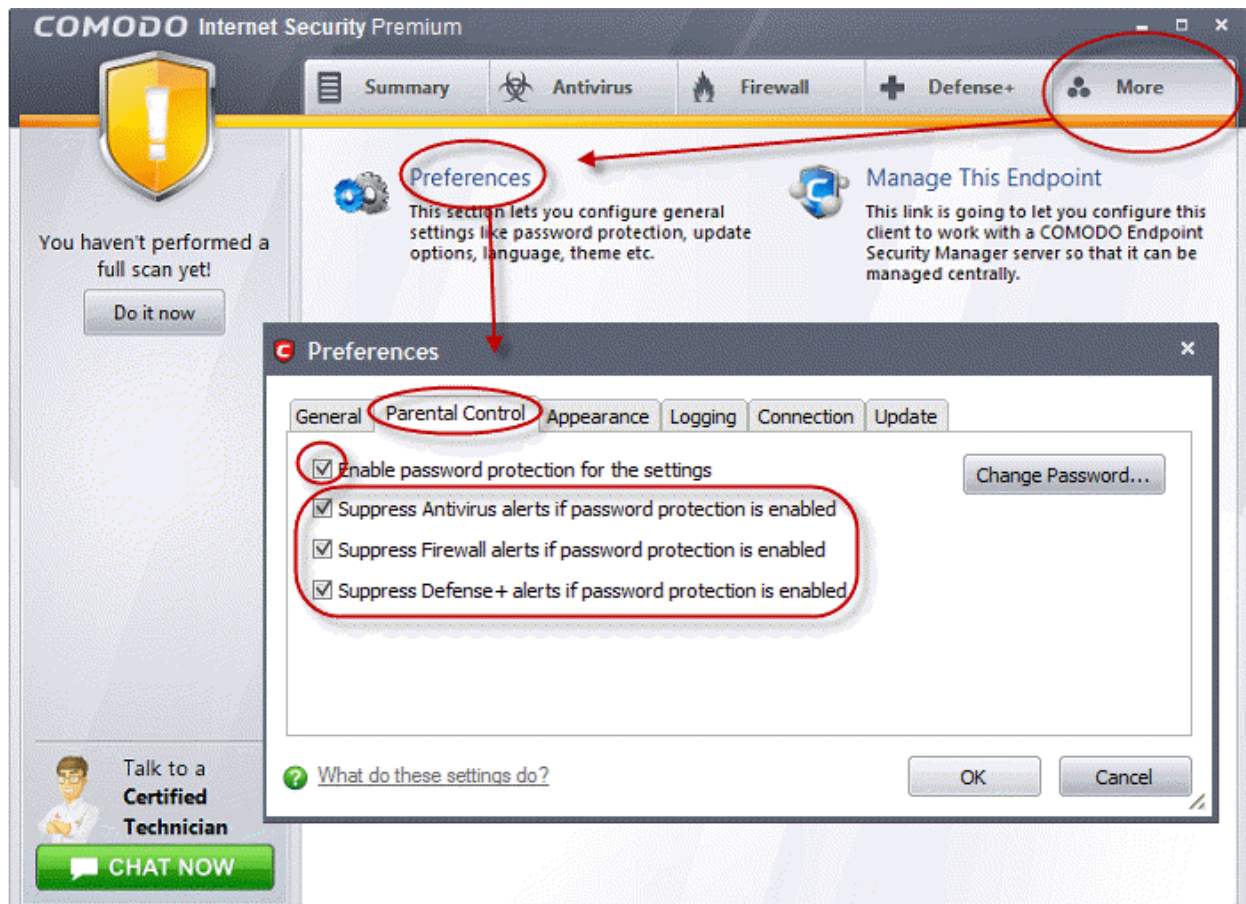 COMODO Internet Security Premium
Summary
Antivirus
Firewall
Defense+
More
You haven't performed a
full scan yet!
Do it now
Preferences
This section lets you configure general
settings like password protection, update
options, language, theme etc.
Manage This Endpoint
This link is going to let you configure this
client to work with a COMODO Endpoint
Security Manager server so that it can be
managed centrally.
Preferences
General
Parental Control
Appearance
Logging
Connection
Update
Enable password protection for the settings
Change Password...
Suppress Antivirus alerts if password protection is enabled
Suppress Firewall alerts if password protection is enabled
Suppress Defense+ alerts if password protection is enabled
What do these settings do?
OK
Cancel
Talk to a
Certified
Technician
CHAT NOW